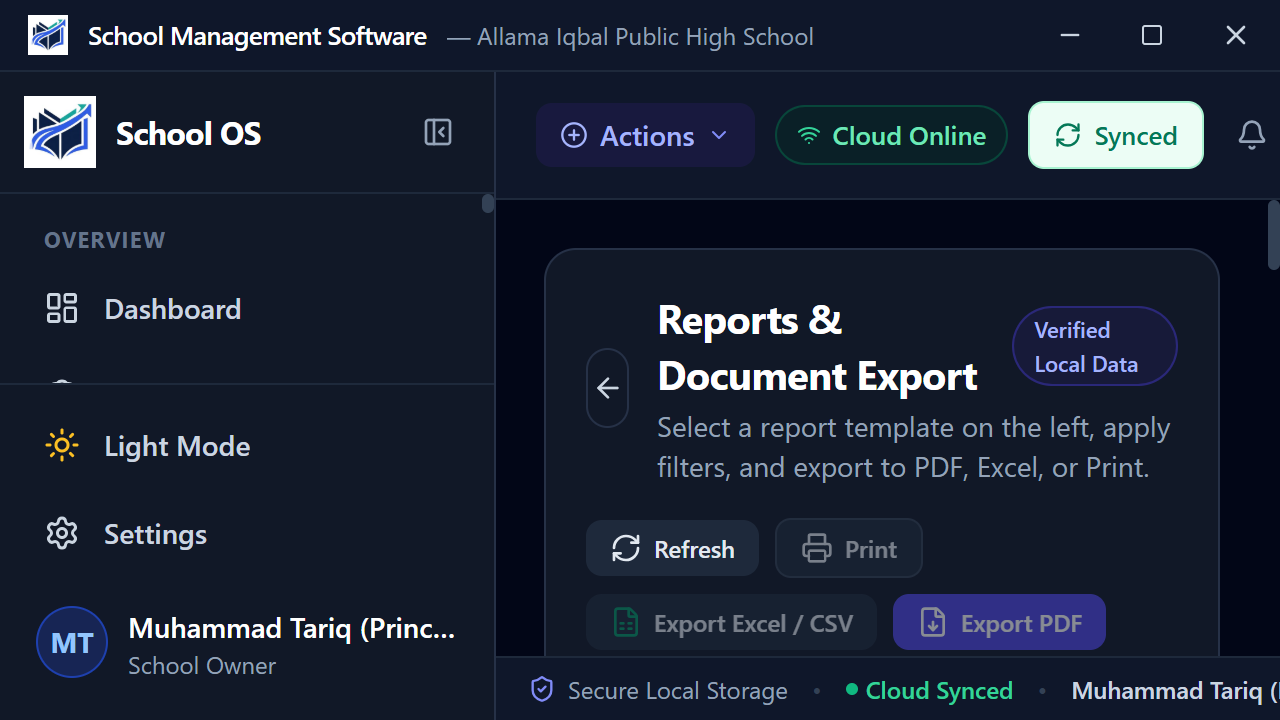 School Management Software — Allama Iqbal Public High School
School OS
Actions
Cloud Online
Synced
OVERVIEW
Dashboard
Light Mode
Settings
MT
Muhammad Tariq (Princ...
School Owner
Reports &
Document Export
Verified
Local Data
Select a report template on the left, apply
filters, and export to PDF, Excel, or Print.
Refresh
Print
Export Excel / CSV
Export PDF
Secure Local Storage • Cloud Synced • Muhammad Tariq (